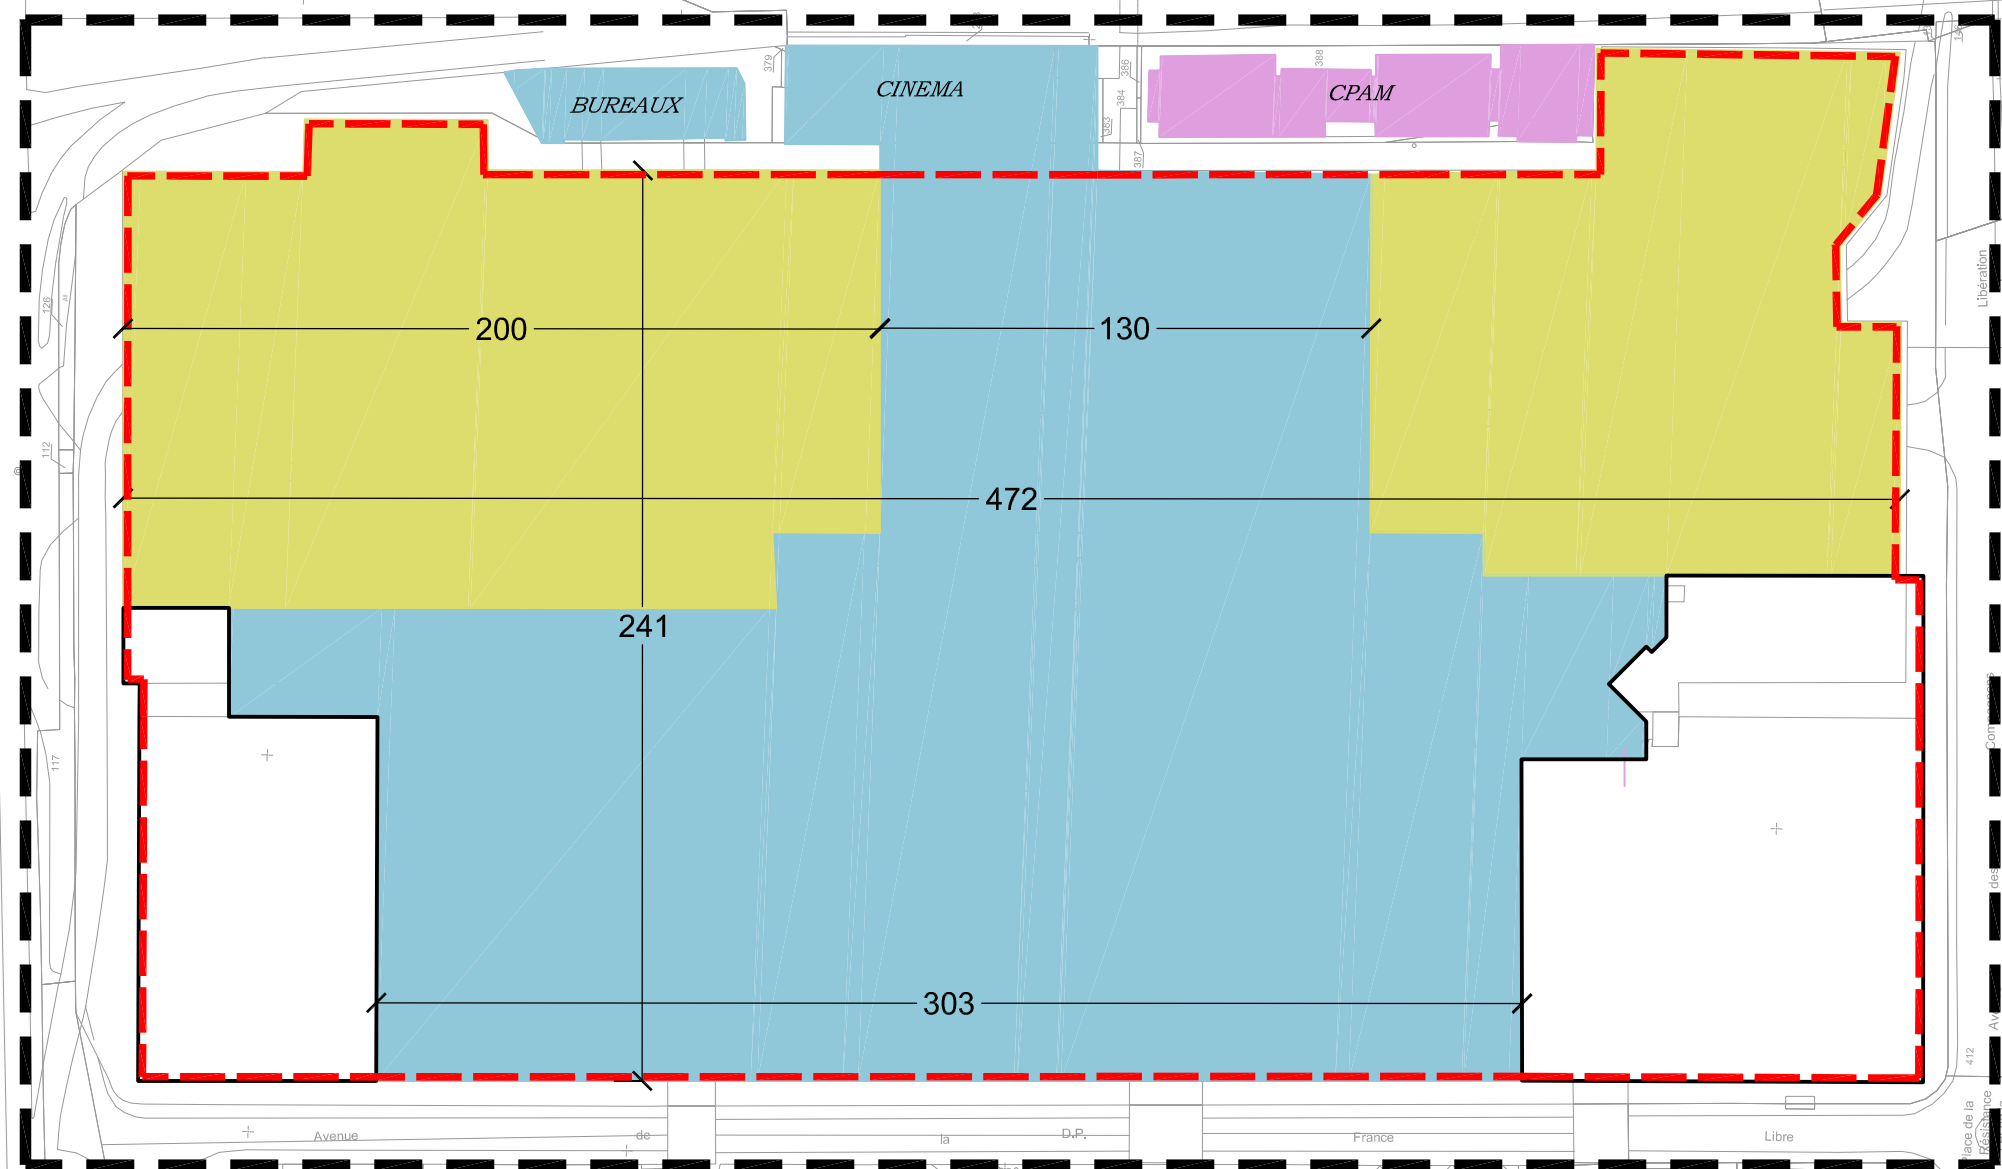 379
BUREAUX
CINEMA
386
384
383
387
388
CPAM
Libération
126
200
130
112
472
241
117
303
des
412
Avenue
de
la
D.P.
France
Libre
Place de la
Résistance